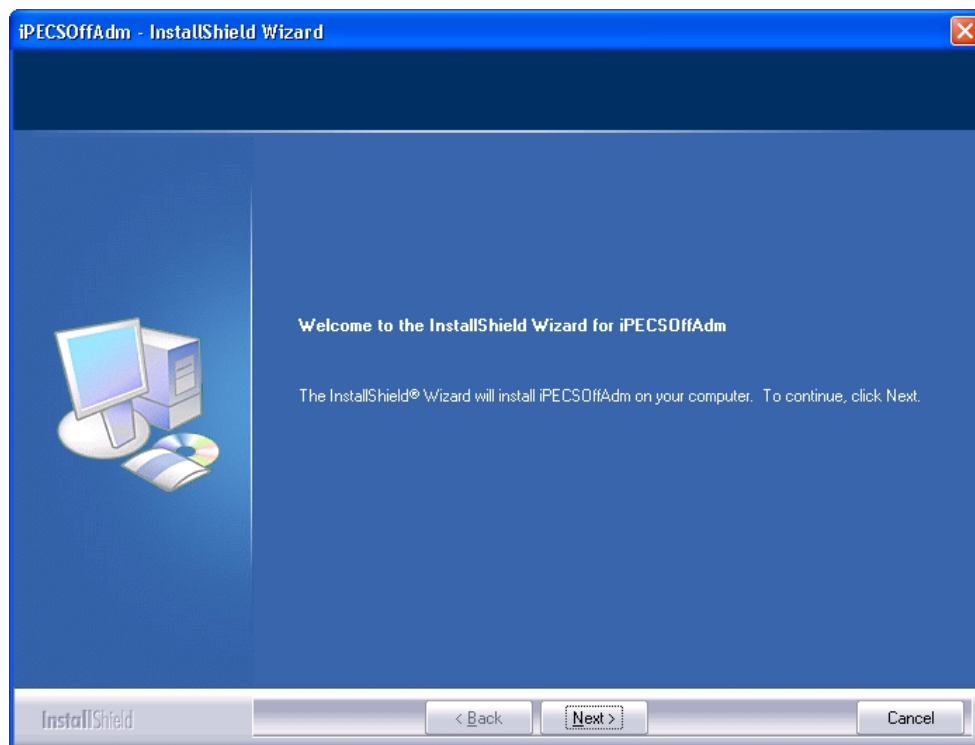 iPECSOffAdm - InstallShield Wizard
Welcome to the InstallShield Wizard for iPECSOffAdm
The InstallShield® Wizard will install iPECSOffAdm on your computer.  To continue, click Next.
InstallShield
< Back
Next >
Cancel